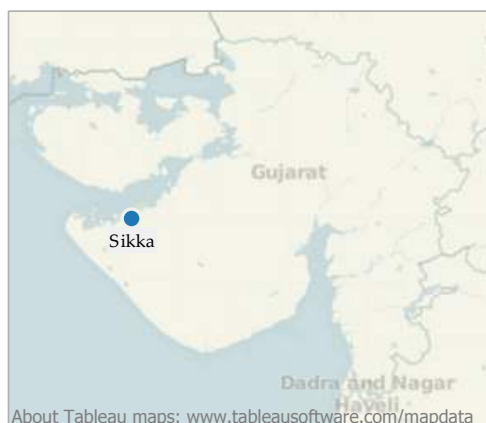 Gujarat
Sikka
Dadra and Nagar
Haveli
About Tableau maps: www.tableausoftware.com/mapdata